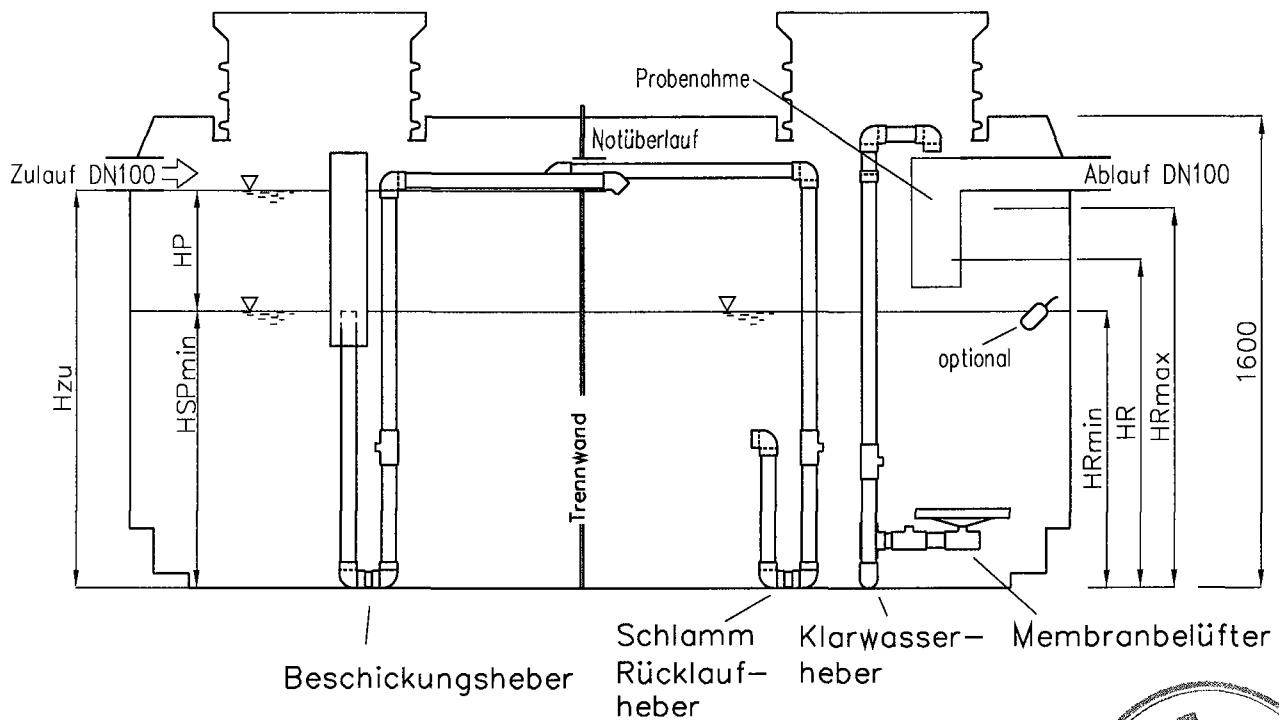 Probenahme
Notüberlauf
Zulauf DN100
Ablauf DN100
HP
HSPmin
Hzu
Trennwand
optional
HRmin
HR
HRmax
1600
Beschickungsheber
Schlamm
Rücklauf-
heber
Klarwasser-
heber
Membranbelüfter